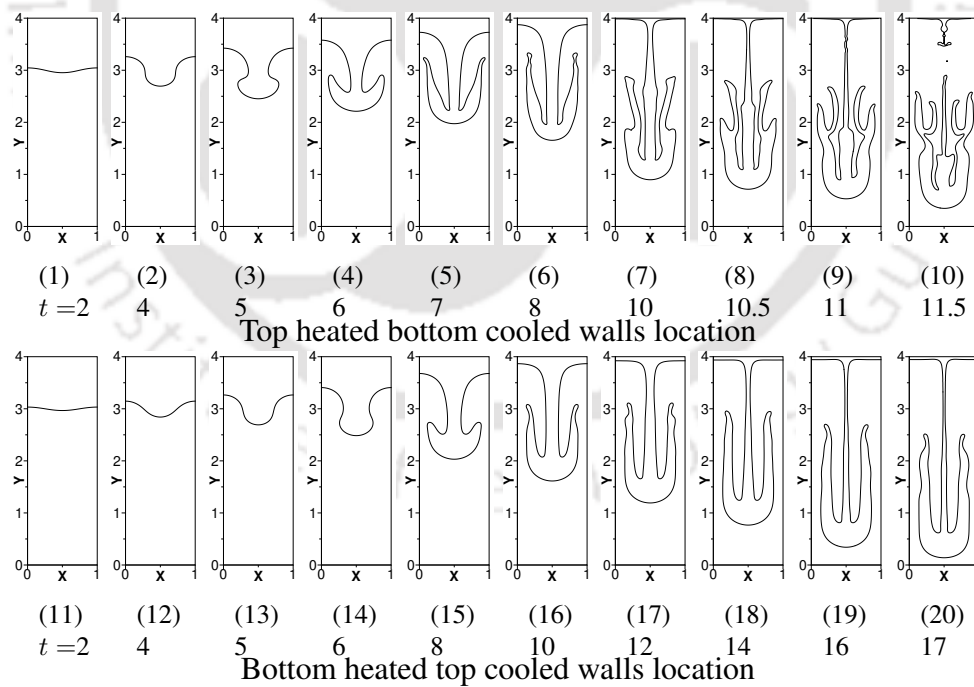 4 4 4 4 4 4 4 4 4 4
3 3 3 3 3 3 3 3 3 3
2 2 2 2 2 2 2 2 2 2
Y Y Y Y Y Y Y Y Y Y
1 1 1 1 1 1 1 1 1 1
0 0 0 0 0 0 0 0 0 0
0 X 1 0 X 1 0 X 1 0 X 1 0 X 1 0 X 1 0 X 1 0 X 1 0 X 1 0 X 1
(1) (2) (3) (4) (5) (6) (7) (8) (9) (10)
t =2 4 5 6 7 8 10 10.5 11 11.5
Top heated bottom cooled walls location
4 4 4 4 4 4 4 4 4 4
3 3 3 3 3 3 3 3 3 3
2 2 2 2 2 2 2 2 2 2
Y Y Y Y Y Y Y Y Y Y
1 1 1 1 1 1 1 1 1 1
0 0 0 0 0 0 0 0 0 0
0 X 1 0 X 1 0 X 1 0 X 1 0 X 1 0 X 1 0 X 1 0 X 1 0 X 1 0 X 1
(11) (12) (13) (14) (15) (16) (17) (18) (19) (20)
t =2 4 5 6 8 10 12 14 16 17
Bottom heated top cooled walls location